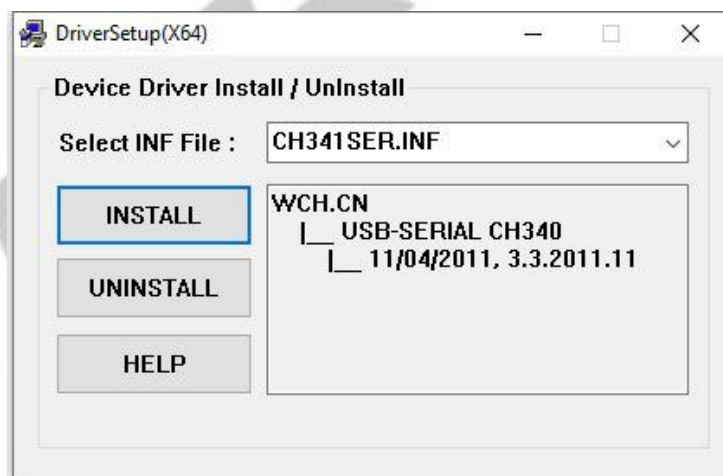 DriverSetup(X64)
Device Driver Install / UnInstall
Select INF File :
CH341SER.INF
INSTALL
WCH.CN
|__ USB-SERIAL CH340
|__ 11/04/2011, 3.3.2011.11
UNINSTALL
HELP